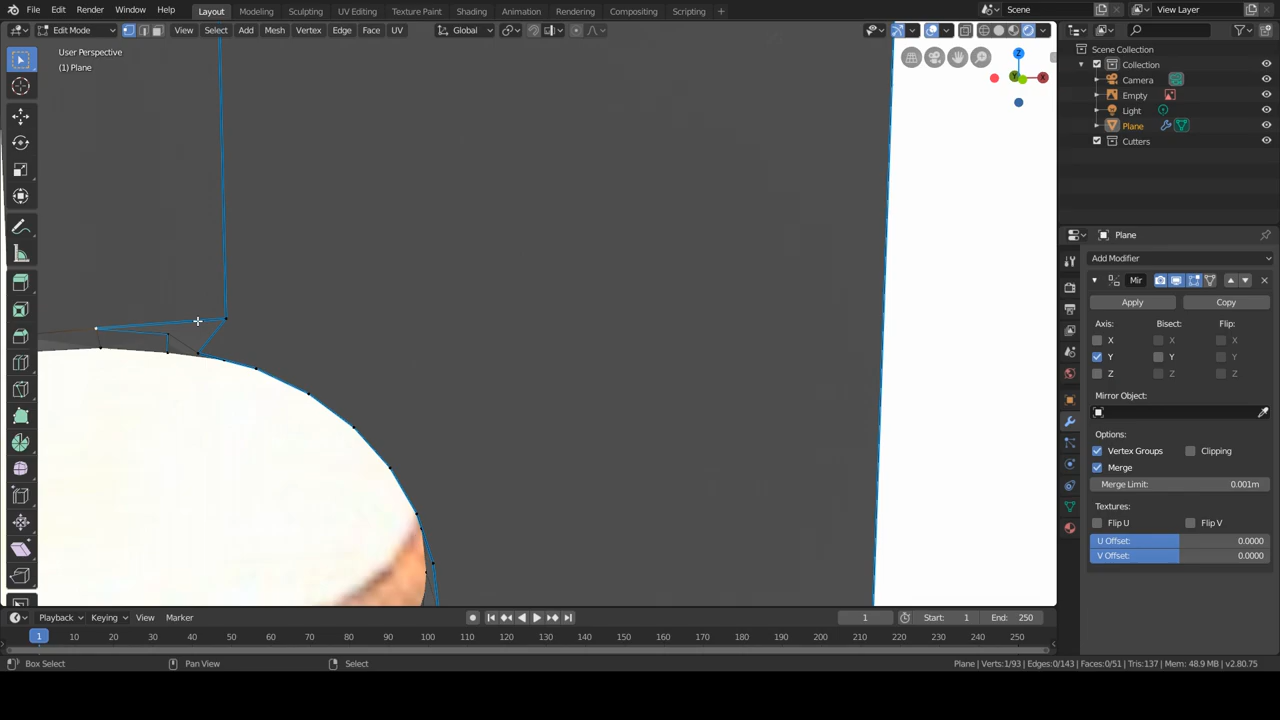 File Edit Render Window Help Layout Modeling Sculpting UV Editing Texture Paint Shading Animation Rendering Compositing Scripting + Scene View Layer
Edit Mode View Select Add Mesh Vertex Edge Face UV Global
User Perspective
(1) Plane
Z
Y
X
Scene Collection
Collection
Camera
Empty
Light
Plane
Cutters
Plane
Add Modifier
Mir
Apply Copy
Axis: Bisect: Flip:
X X X
Y Y Y
Z Z Z
Mirror Object:
Options:
Vertex Groups Clipping
Merge
Merge Limit: 0.001m
Textures:
Flip U Flip V
U Offset: 0.0000
V Offset: 0.0000
Playback Keying View Marker 1 Start: 1 End: 250
1 10 20 30 40 50 60 70 80 90 100 110 120 130 140 150 160 170 180 190 200 210 220 230 240 250
Box Select Pan View Select Plane | Verts:1/93 | Edges:0/143 | Faces:0/51 | Tris:137 | Mem: 48.9 MB | v2.80.75